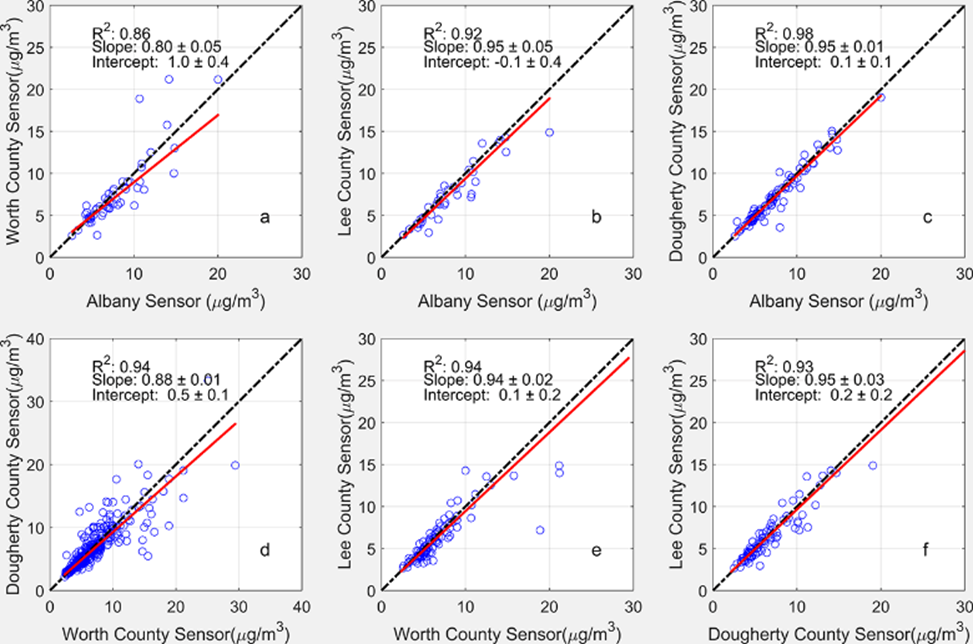 30
25
20
15
10
5
0
Worth County Sensor(μg/m³)
R²: 0.86
Slope: 0.80 ± 0.05
Intercept: 1.0 ± 0.4
a
0 10 20 30
Albany Sensor (μg/m³)
30
25
20
15
10
5
0
Lee County Sensor(μg/m³)
R²: 0.92
Slope: 0.95 ± 0.05
Intercept: -0.1 ± 0.4
b
0 10 20 30
Albany Sensor (μg/m³)
30
25
20
15
10
5
0
Dougherty County Sensor(μg/m³)
R²: 0.98
Slope: 0.95 ± 0.01
Intercept: 0.1 ± 0.1
c
0 10 20 30
Albany Sensor (μg/m³)
40
30
20
10
0
Dougherty County Sensor(μg/m³)
R²: 0.94
Slope: 0.88 ± 0.01
Intercept: 0.5 ± 0.1
d
0 10 20 30 40
Worth County Sensor(μg/m³)
30
25
20
15
10
5
0
Lee County Sensor(μg/m³)
R²: 0.94
Slope: 0.94 ± 0.02
Intercept: 0.1 ± 0.2
e
0 10 20 30
Worth County Sensor(μg/m³)
30
25
20
15
10
5
0
Lee County Sensor(μg/m³)
R²: 0.93
Slope: 0.95 ± 0.03
Intercept: 0.2 ± 0.2
f
0 10 20 30
Dougherty County Sensor(μg/m³)